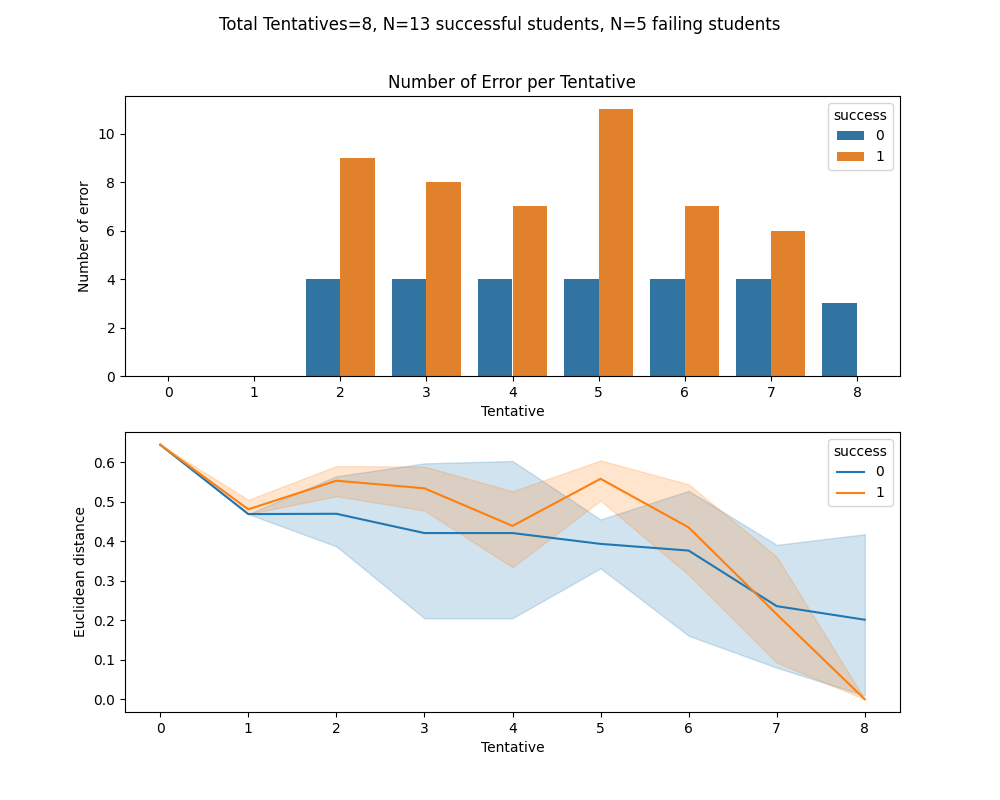 Total Tentatives=8, N=13 successful students, N=5 failing students
Number of Error per Tentative
success
0
1
10
8
6
4
2
0
Number of error
0 1 2 3 4 5 6 7 8
Tentative
success
0
1
0.6
0.5
0.4
0.3
0.2
0.1
0.0
Euclidean distance
0 1 2 3 4 5 6 7 8
Tentative